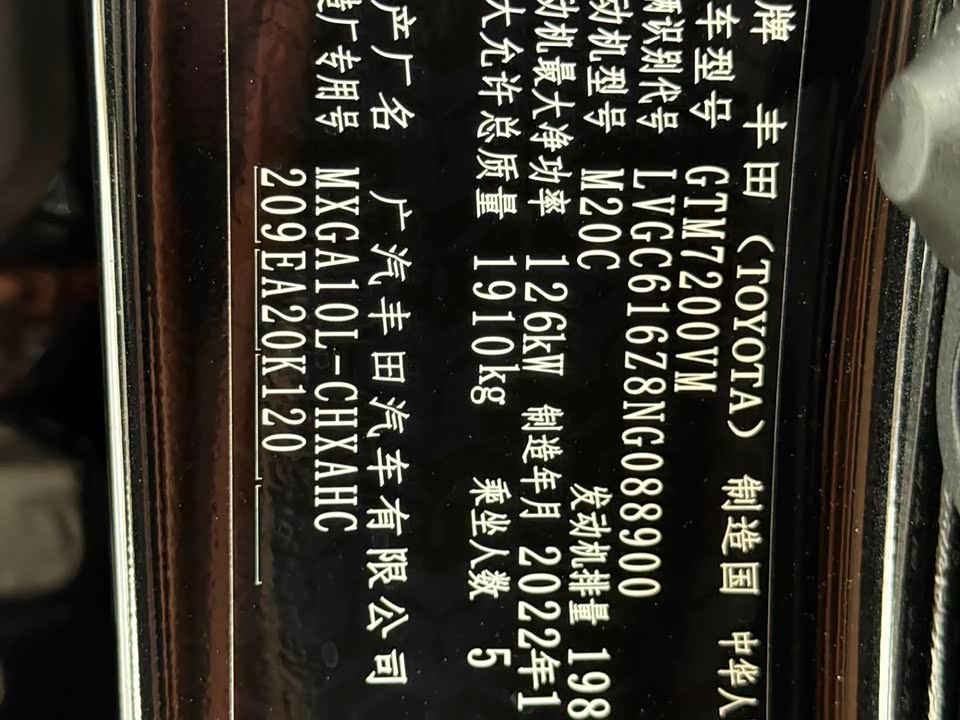 牌 丰田（TOYOTA） 制造国 中华人
车型号 GTM7200VM
辆识别代号 LVGC616Z8NG088900
动机型号 M20C 发动机排量 198
动机最大净功率 126kW 制造年月 2022年1
大允许总质量 1910kg 乘坐人数 5
产厂名 广汽丰田汽车有限公司
造厂专用号 MXGA10L-CHXAHC
209EA20K120